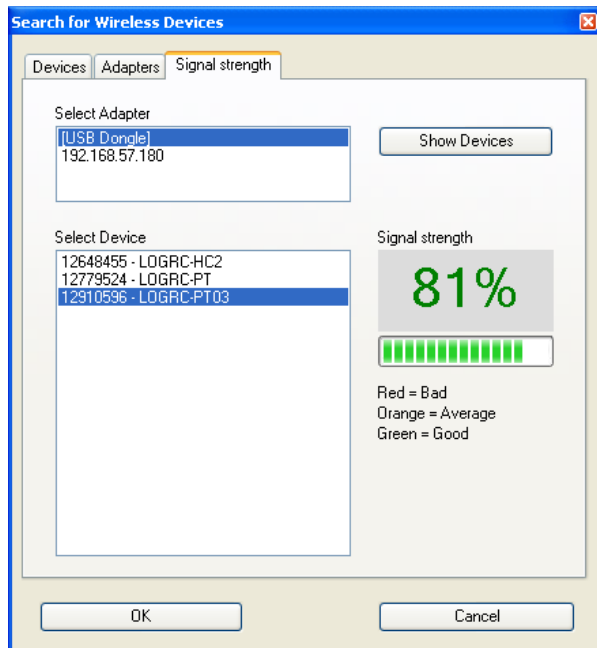 Search for Wireless Devices
Devices Adapters Signal strength
Select Adapter
[USB Dongle]
192.168.57.180
Show Devices
Select Device
12648455 - LOGRC-HC2
12779524 - LOGRC-PT
12910596 - LOGRC-PT03
Signal strength
81%
Red = Bad
Orange = Average
Green = Good
OK Cancel